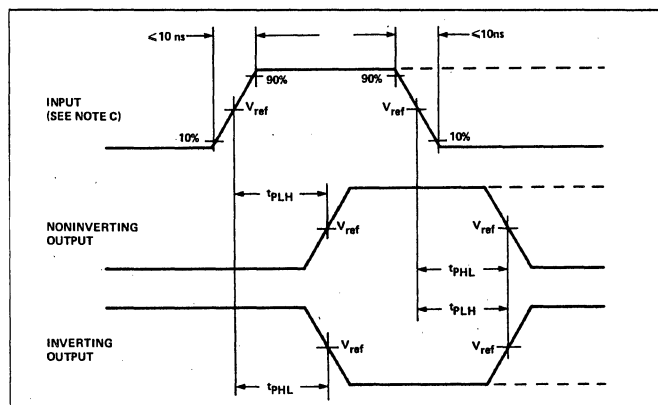 ≤10 ns ≤10ns
90% 90%
INPUT
(SEE NOTE C)
Vref Vref
10% 10%
tPLH
NONINVERTING
OUTPUT
Vref Vref
tPHL
tPLH
INVERTING
OUTPUT
Vref Vref
tPHL